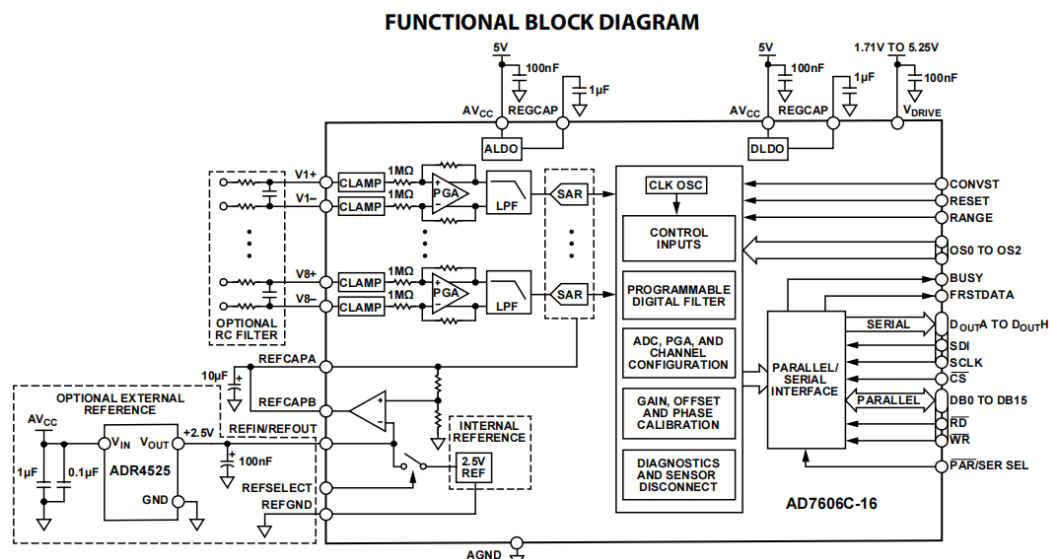 FUNCTIONAL BLOCK DIAGRAM
5V
100nF
1µF
AVCC
REGCAP
ALDO
5V
100nF
1µF
AVCC
REGCAP
DLDO
1.71V TO 5.25V
100nF
VDRIVE
V1+
CLAMP
1MΩ
V1–
CLAMP
1MΩ
+
–
PGA
LPF
SAR
V8+
CLAMP
1MΩ
V8–
CLAMP
1MΩ
+
–
PGA
LPF
SAR
OPTIONAL
RC FILTER
CLK OSC
CONTROL
INPUTS
PROGRAMMABLE
DIGITAL FILTER
ADC, PGA, AND
CHANNEL
CONFIGURATION
GAIN, OFFSET
AND PHASE
CALIBRATION
DIAGNOSTICS
AND SENSOR
DISCONNECT
PARALLEL/
SERIAL
INTERFACE
SERIAL
PARALLEL
CONVST
RESET
RANGE
OS0 TO OS2
BUSY
FRSTDATA
DOUTA TO DOUTH
SDI
SCLK
CS
DB0 TO DB15
RD
WR
PAR/SER SEL
AD7606C-16
REFCAPA
10µF
+
REFCAPB
+
–
REFIN/REFOUT
INTERNAL
REFERENCE
2.5V
REF
REFSELECT
REFGND
OPTIONAL EXTERNAL
REFERENCE
AVCC
VIN VOUT
+2.5V
ADR4525
GND
1µF
0.1µF
+
100nF
AGND